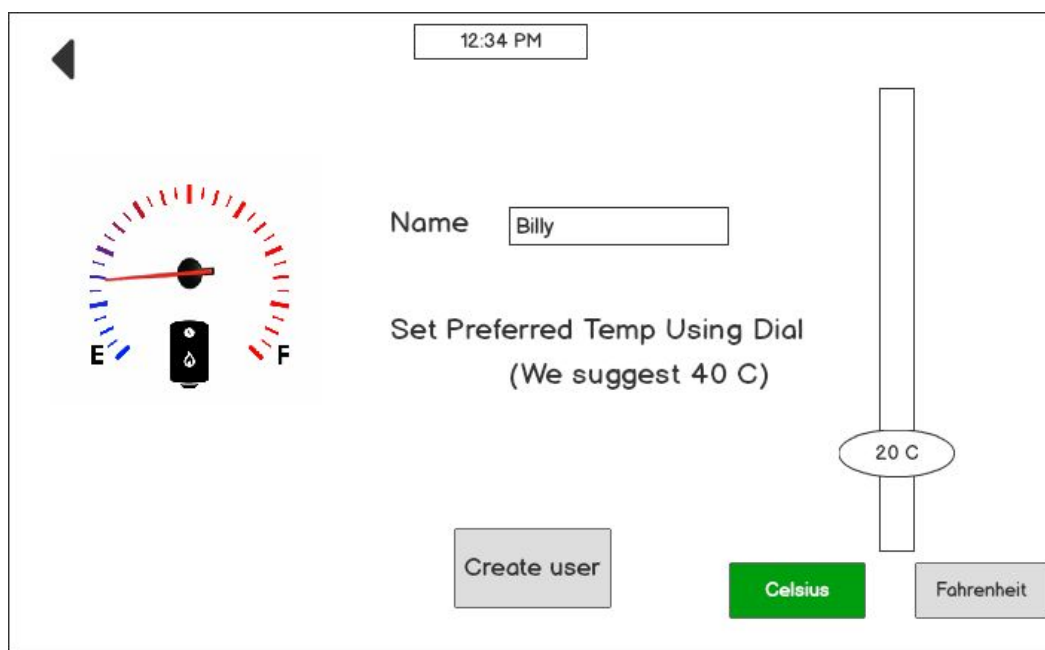 12:34 PM
Name
Billy
Set Preferred Temp Using Dial
(We suggest 40 C)
E
F
20 C
Create user
Celsius
Fahrenheit